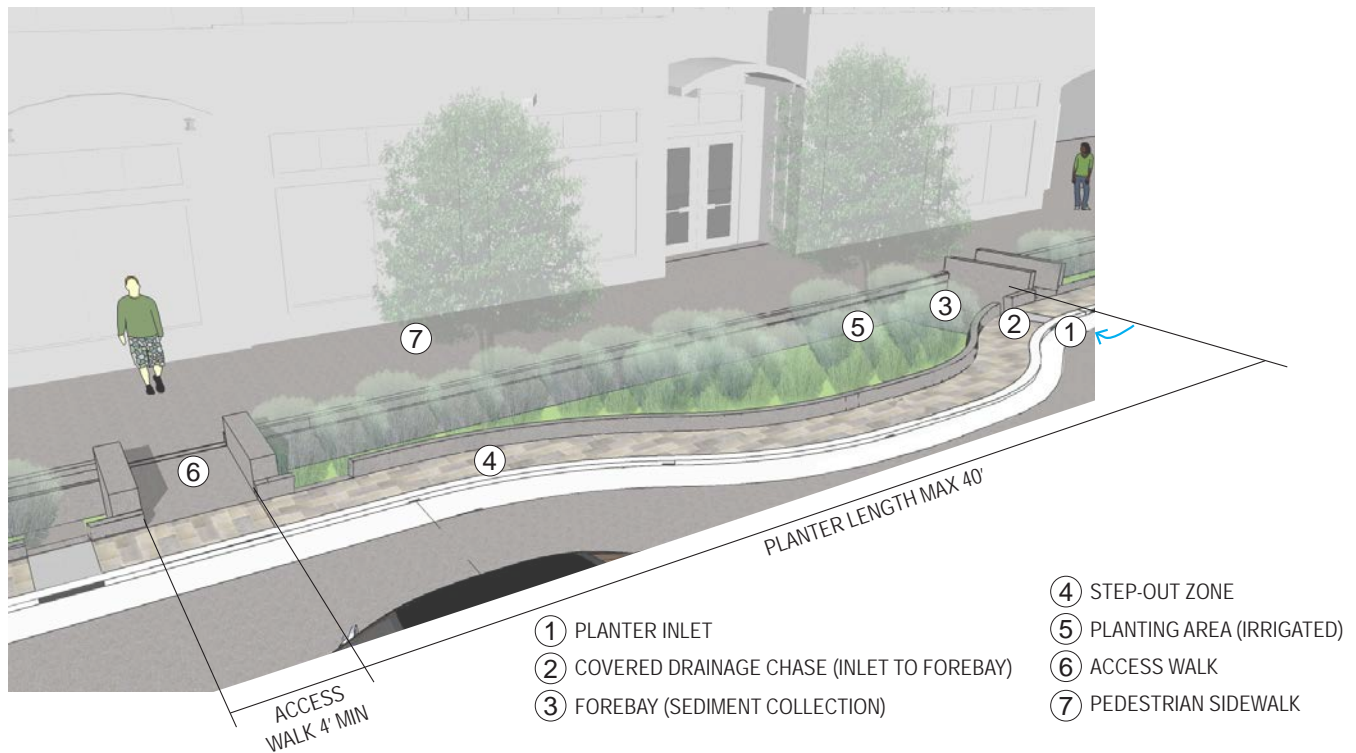 7
3
5
2
1
6
4
PLANTER LENGTH MAX 40'
ACCESS
WALK 4' MIN
1 PLANTER INLET
2 COVERED DRAINAGE CHASE (INLET TO FOREBAY)
3 FOREBAY (SEDIMENT COLLECTION)
4 STEP-OUT ZONE
5 PLANTING AREA (IRRIGATED)
6 ACCESS WALK
7 PEDESTRIAN SIDEWALK